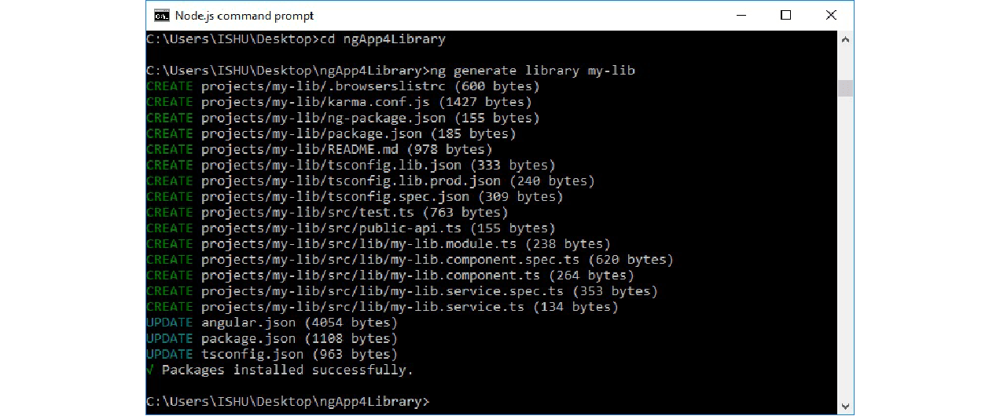 Node.js command prompt
C:\Users\ISHU\Desktop>cd ngApp4Library
C:\Users\ISHU\Desktop\ngApp4Library>ng generate library my-lib
CREATE projects/my-lib/.browserslistrc (600 bytes)
CREATE projects/my-lib/karma.conf.js (1427 bytes)
CREATE projects/my-lib/ng-package.json (155 bytes)
CREATE projects/my-lib/package.json (185 bytes)
CREATE projects/my-lib/README.md (978 bytes)
CREATE projects/my-lib/tsconfig.lib.json (333 bytes)
CREATE projects/my-lib/tsconfig.lib.prod.json (240 bytes)
CREATE projects/my-lib/tsconfig.spec.json (309 bytes)
CREATE projects/my-lib/src/test.ts (763 bytes)
CREATE projects/my-lib/src/public-api.ts (155 bytes)
CREATE projects/my-lib/src/lib/my-lib.module.ts (238 bytes)
CREATE projects/my-lib/src/lib/my-lib.component.spec.ts (620 bytes)
CREATE projects/my-lib/src/lib/my-lib.component.ts (264 bytes)
CREATE projects/my-lib/src/lib/my-lib.service.spec.ts (353 bytes)
CREATE projects/my-lib/src/lib/my-lib.service.ts (134 bytes)
UPDATE angular.json (4054 bytes)
UPDATE package.json (1108 bytes)
UPDATE tsconfig.json (963 bytes)
√ Packages installed successfully.
C:\Users\ISHU\Desktop\ngApp4Library>